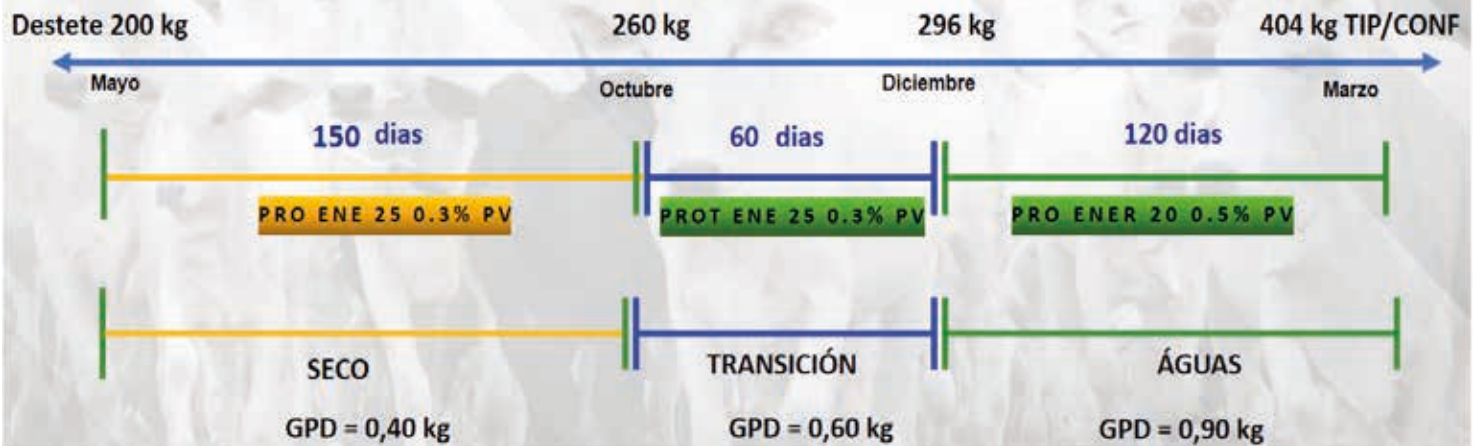 Destete 200 kg 260 kg 296 kg 404 kg TIP/CONF
Mayo Octubre Diciembre Marzo
150 dias 60 dias 120 dias
PRO ENE 25 0.3% PV PROT ENE 25 0.3% PV PRO ENER 20 0.5% PV
SECO TRANSICIÓN ÁGUAS
GPD = 0,40 kg GPD = 0,60 kg GPD = 0,90 kg